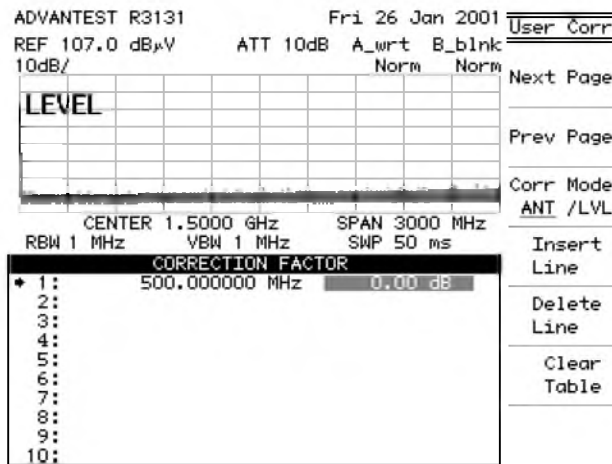 ADVANTEST R3131 Fri 26 Jan 2001
REF 107.0 dBμV ATT 10dB A_wrt B_blnk
10dB/ Norm Norm
LEVEL
CENTER 1.5000 GHz SPAN 3000 MHz
RBW 1 MHz VBW 1 MHz SWP 50 ms
CORRECTION FACTOR
1: 500.000000 MHz 0.00 dB
2:
3:
4:
5:
6:
7:
8:
9:
10:
User Corr
Next Page
Prev Page
Corr Mode
ANT /LVL
Insert
Line
Delete
Line
Clear
Table